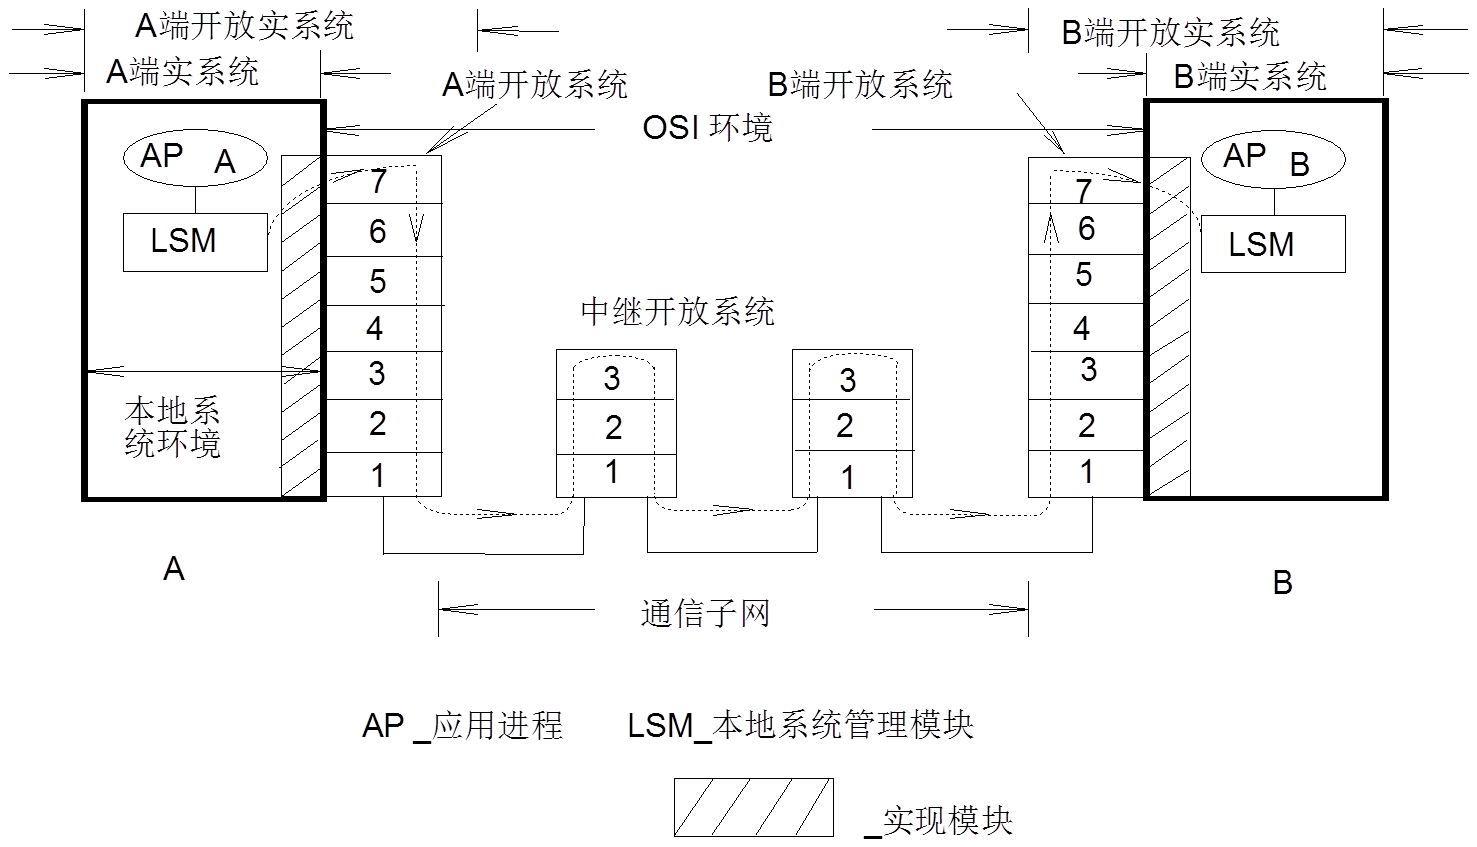 A端开放实系统
B端开放实系统
A端实系统
B端实系统
A端开放系统
B端开放系统
OSI 环境
AP A
AP B
LSM
LSM
7
6
5
4
3
2
1
7
6
5
4
3
2
1
中继开放系统
3
2
1
3
2
1
本地系
统环境
A
B
通信子网
AP _应用进程
LSM_本地系统管理模块
_实现模块